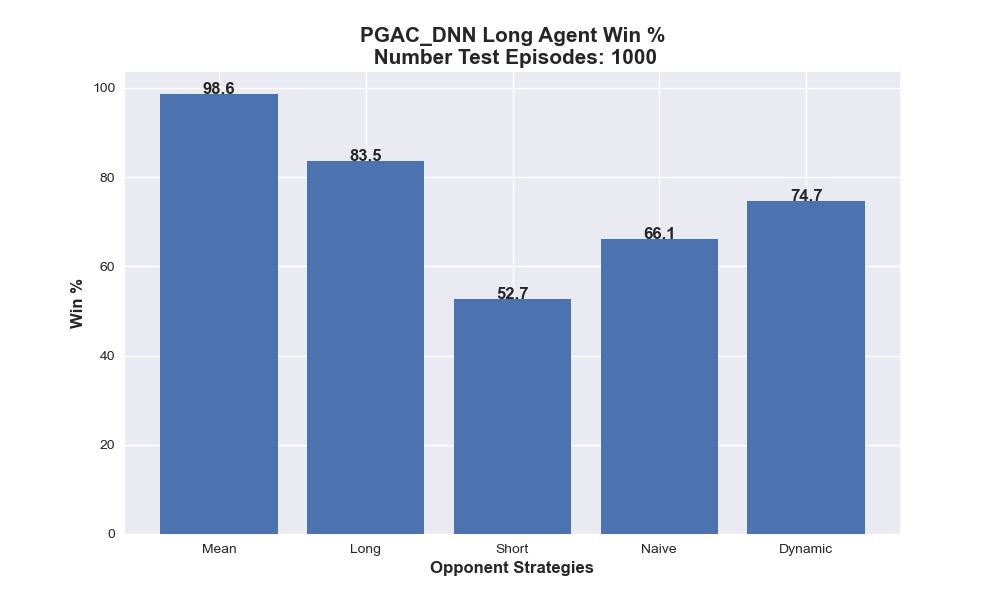 PGAC_DNN Long Agent Win %
Number Test Episodes: 1000
100
80
60
40
20
0
Win %
98.6
83.5
52.7
66.1
74.7
Mean
Long
Short
Naive
Dynamic
Opponent Strategies